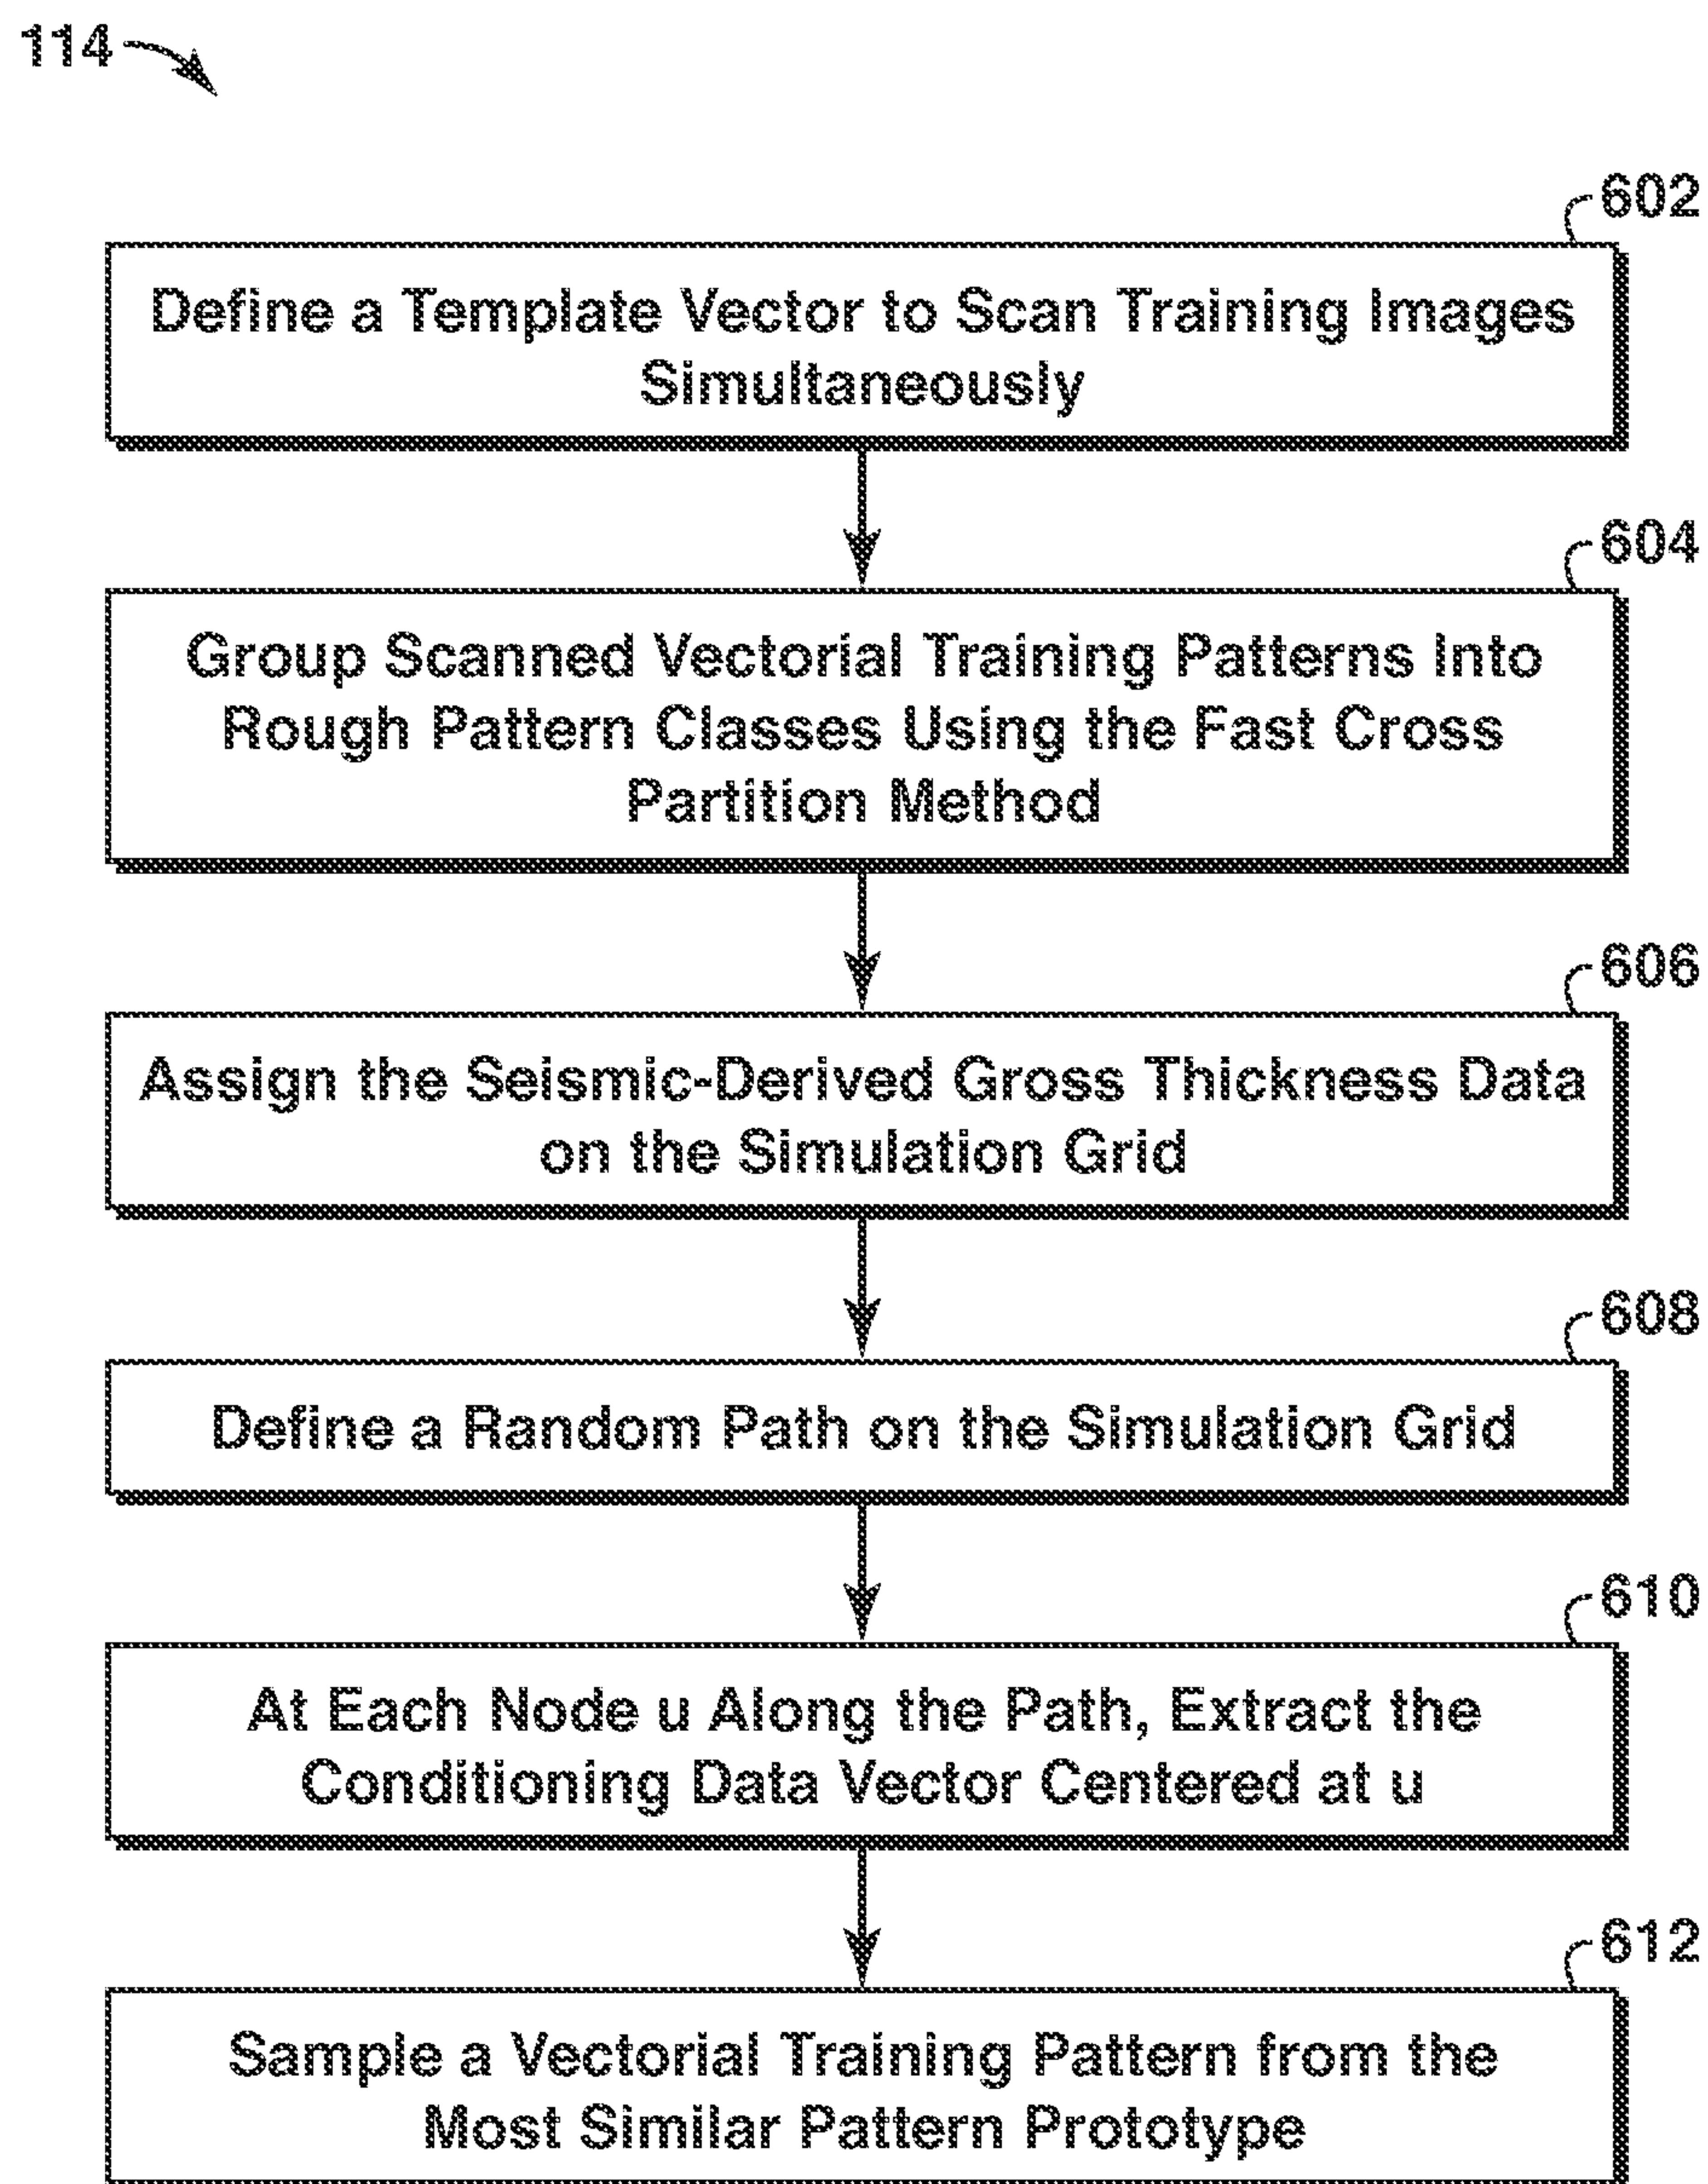 114
602
Define a Template Vector to Scan Training Images
Simultaneously
604
Group Scanned Vectorial Training Patterns Into
Rough Pattern Classes Using the Fast Cross
Partition Method
606
Assign the Seismic-Derived Gross Thickness Data
on the Simulation Grid
608
Define a Random Path on the Simulation Grid
610
At Each Node u Along the Path, Extract the
Conditioning Data Vector Centered at u
612
Sample a Vectorial Training Pattern from the
Most Similar Pattern Prototype